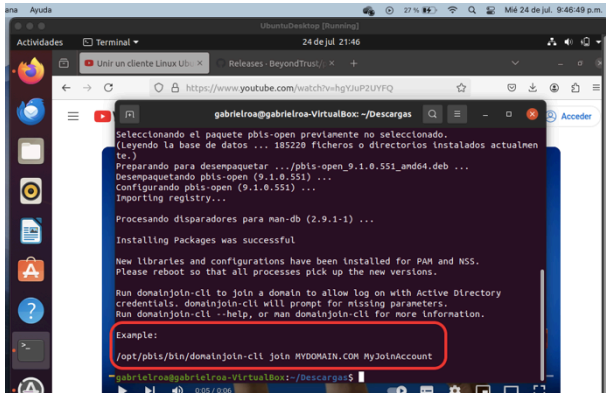 ana Ayuda 27 % Mié 24 de jul. 9:46:49 p.m.
UbuntuDesktop [Running]
Actividades Terminal 24 de jul 21:46
Unir un cliente Linux Ubu × Releases · BeyondTrust/p × +
https://www.youtube.com/watch?v=hgYJuP2UYFQ
gabrielroa@gabrielroa-VirtualBox: ~/Descargas
Acceder
Seleccionando el paquete pbis-open previamente no seleccionado.
(Leyendo la base de datos ... 185220 ficheros o directorios instalados actualmen
te.)
Preparando para desempaquetar .../pbis-open_9.1.0.551_amd64.deb ...
Desempaquetando pbis-open (9.1.0.551) ...
Configurando pbis-open (9.1.0.551) ...
Importing registry...
Procesando disparadores para man-db (2.9.1-1) ...
Installing Packages was successful
New libraries and configurations have been installed for PAM and NSS.
Please reboot so that all processes pick up the new versions.
Run domainjoin-cli to join a domain to allow log on with Active Directory
credentials. domainjoin-cli will prompt for missing parameters.
Run domainjoin-cli --help, or man domainjoin-cli for more information.
Example:
/opt/pbis/bin/domainjoin-cli join MYDOMAIN.COM MyJoinAccount
gabrielroa@gabrielroa-VirtualBox:~/Descargas$
0:05 / 0:06